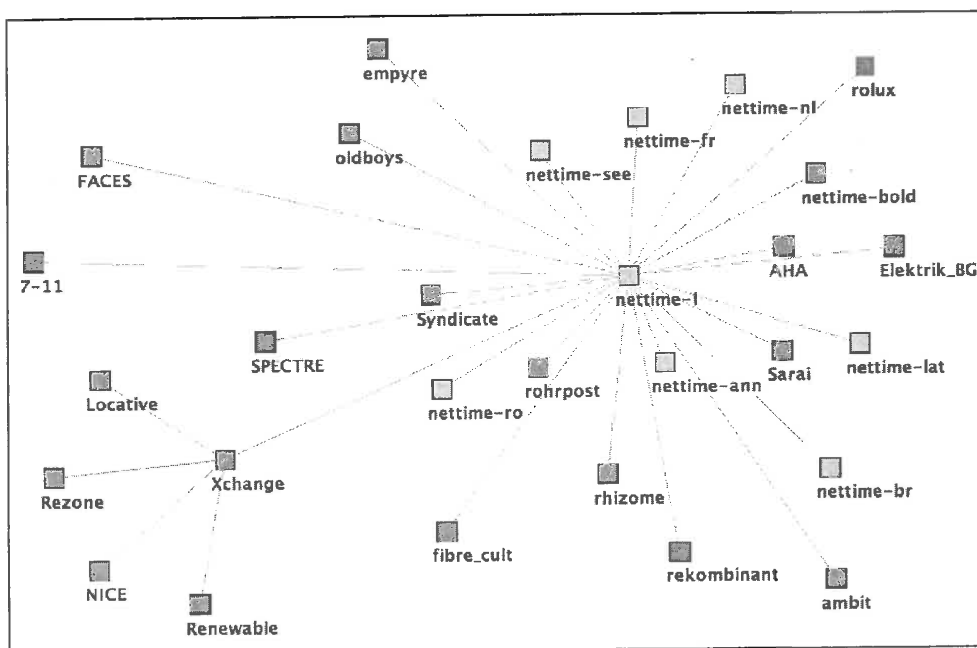 empyre
rolux
nettime-nl
nettime-fr
oldboys
nettime-see
FACES
nettime-bold
AHA
Elektrik_BG
7-11
nettime-l
Syndicate
SPECTRE
Sarai
nettime-lat
rohrpost
nettime-ann
Locative
nettime-ro
Xchange
Rezone
rhizome
nettime-br
fibre_cult
rekombinant
NICE
ambit
Renewable